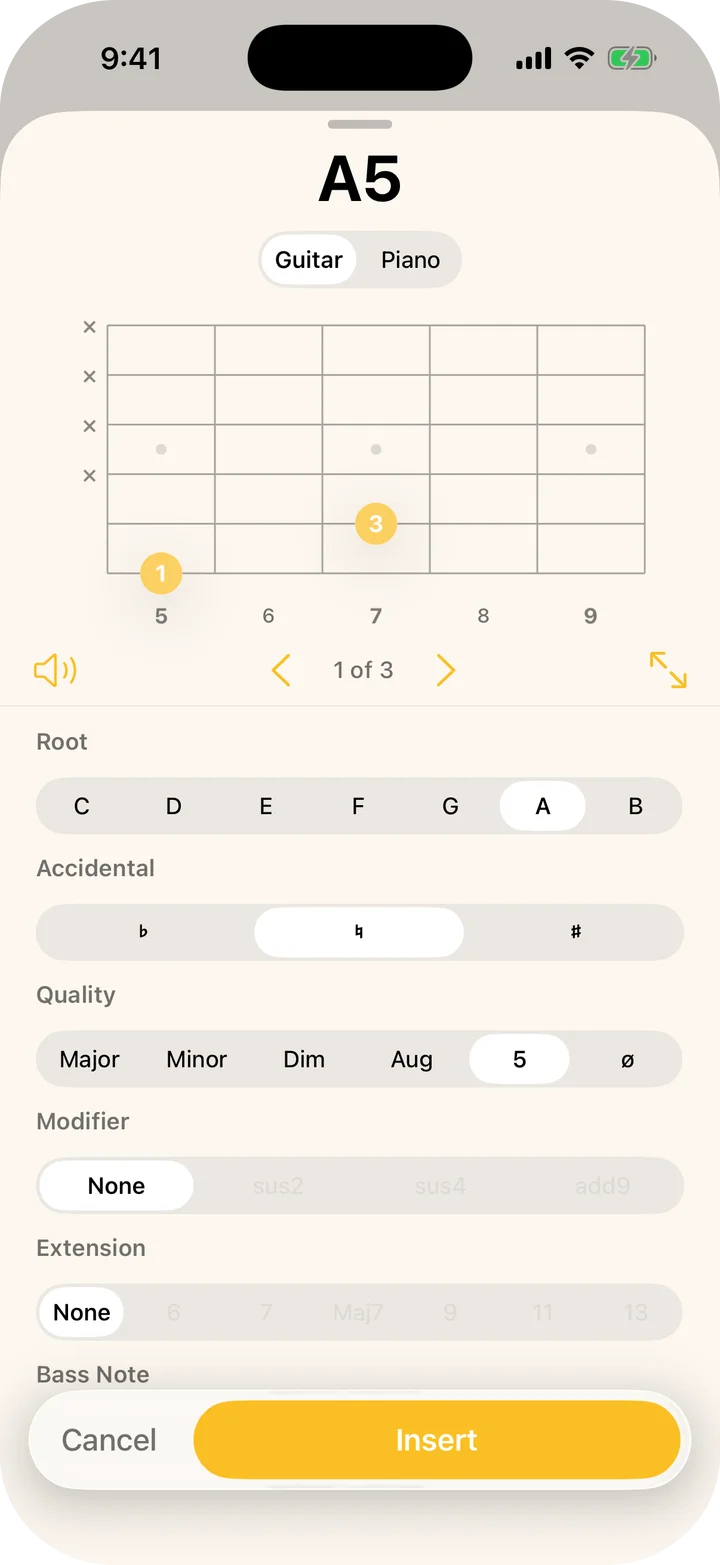 9:41
A5
Guitar Piano
×
×
×
×
3
1
5 6 7 8 9
1 of 3
Root
C D E F G A B
Accidental
♭ ♮ ♯
Quality
Major Minor Dim Aug 5 ø
Modifier
None sus2 sus4 add9
Extension
None 6 7 Maj7 9 11 13
Bass Note
Cancel Insert